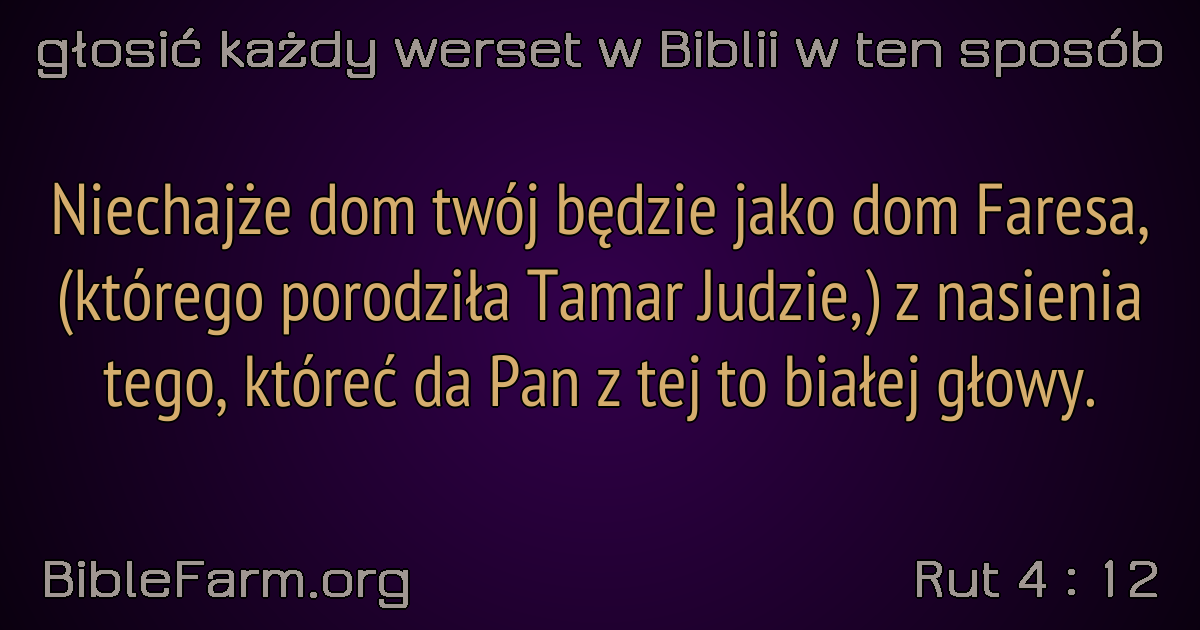 głosić każdy werset w Biblii w ten sposób
Niechajże dom twój będzie jako dom Faresa,
(którego porodziła Tamar Judzie,) z nasienia
tego, któreć da Pan z tej to białej głowy.
BibleFarm.org
Rut 4 : 12